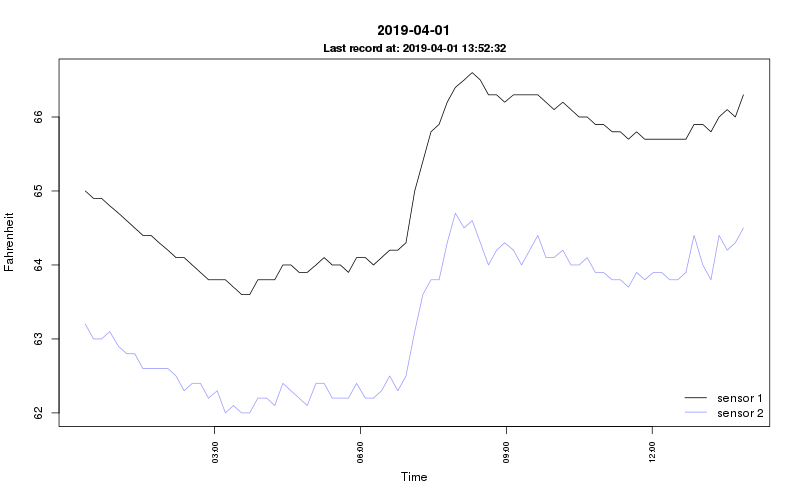 2019-04-01
Last record at: 2019-04-01 13:52:32
Fahrenheit
66
65
64
63
62
sensor 1
sensor 2
03:00
06:00
09:00
12:00
Time